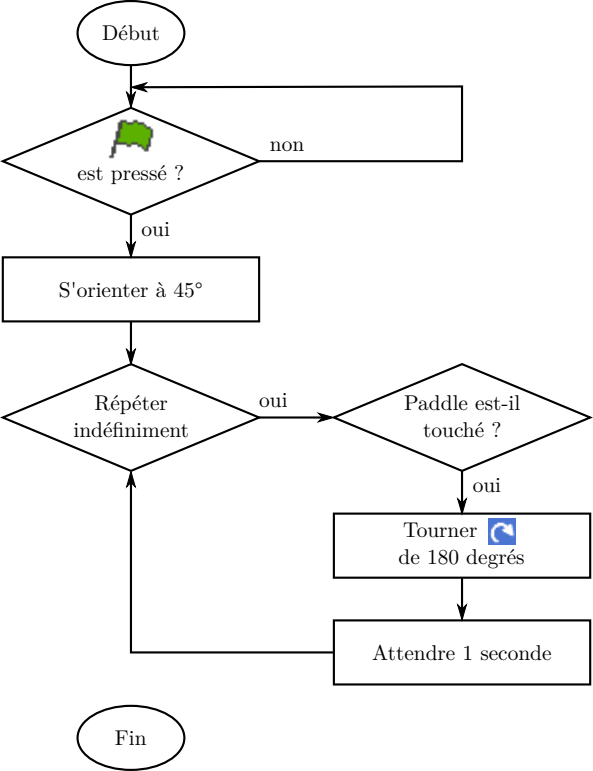 Début
non
est pressé ?
oui
S'orienter à 45°
Répéter
indéfiniment
oui
Paddle est-il
touché ?
oui
Tourner
de 180 degrés
Attendre 1 seconde
Fin